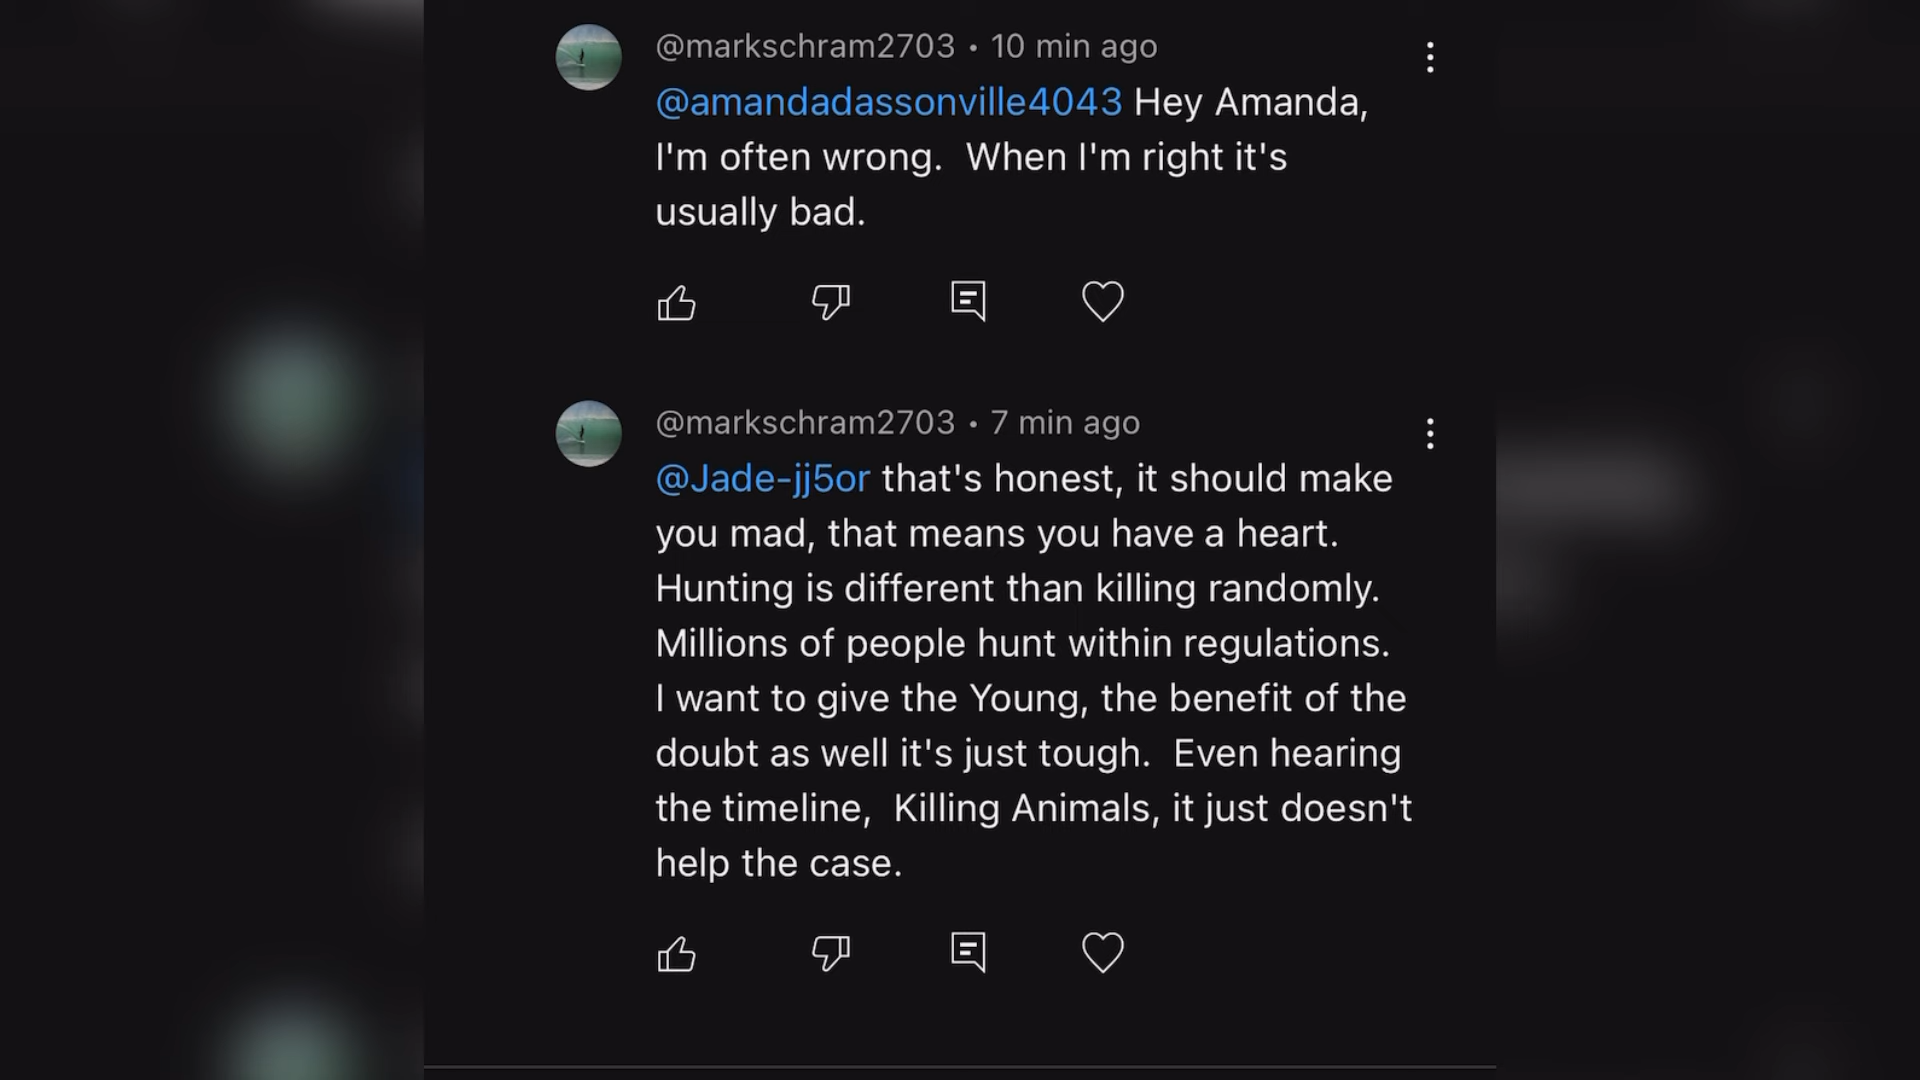 @markschram2703 • 10 min ago
@amandadassonville4043 Hey Amanda,
I'm often wrong.  When I'm right it's
usually bad.
@markschram2703 • 7 min ago
@Jade-jj5or that's honest, it should make
you mad, that means you have a heart.
Hunting is different than killing randomly.
Millions of people hunt within regulations.
I want to give the Young, the benefit of the
doubt as well it's just tough.  Even hearing
the timeline,  Killing Animals, it just doesn't
help the case.